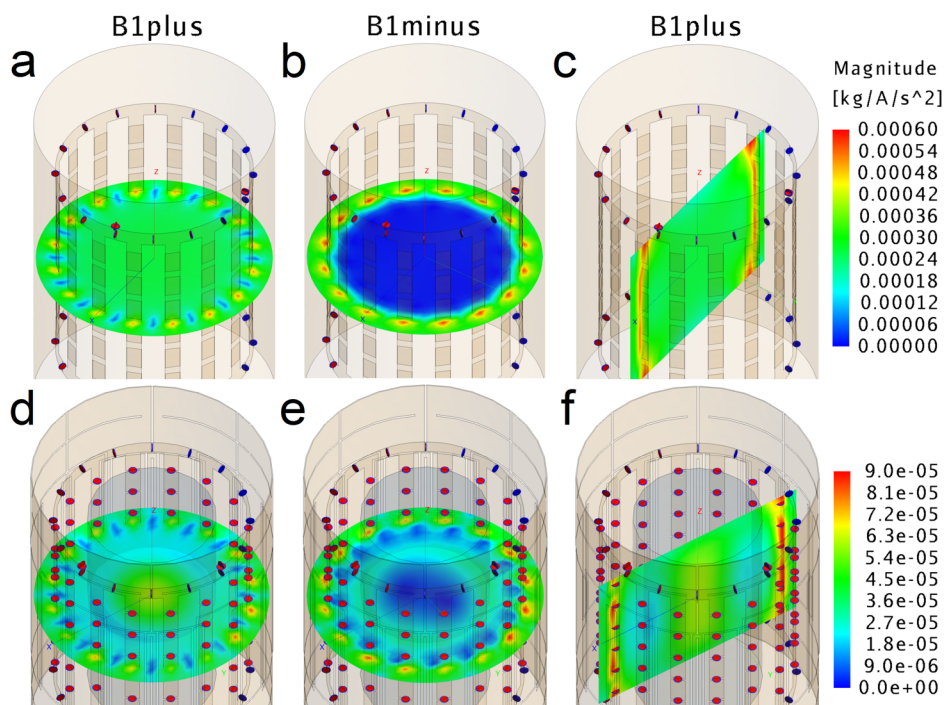 B1plus
B1minus
B1plus
a
b
c
Magnitude
[kg/A/s^2]
0.00060
0.00054
0.00048
0.00042
0.00036
0.00030
0.00024
0.00018
0.00012
0.00006
0.00000
z
z
z
x
x
x
d
e
f
9.0e-05
8.1e-05
7.2e-05
6.3e-05
5.4e-05
4.5e-05
3.6e-05
2.7e-05
1.8e-05
9.0e-06
0.0e+00
z
z
z
X
X
Y
Y
Y